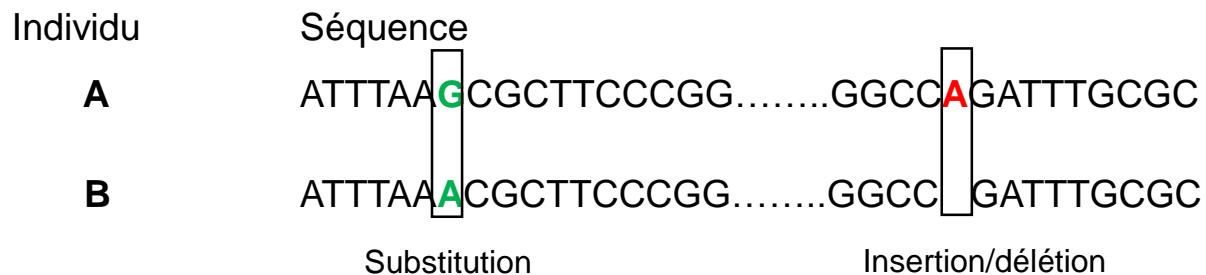 Individu Séquence
A ATTTAAGCGCTTCCCGG……..GGCCAGATTTGCGC
B ATTTAAACGCTTCCCGG……..GGCC GATTTGCGC
Substitution Insertion/délétion